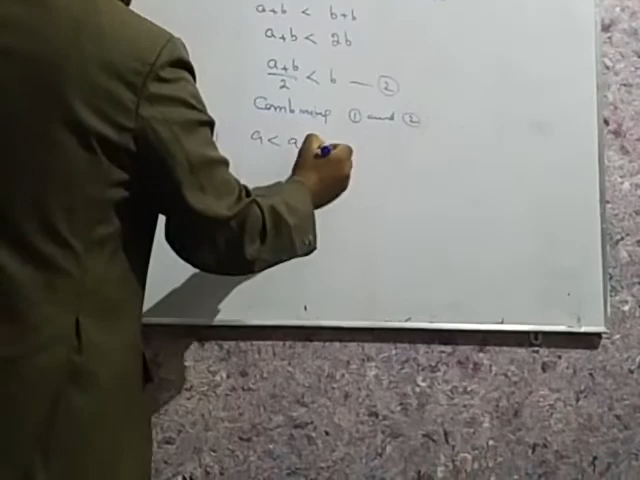 a+b < b+b
a+b < 2b
a+b/2 < b — ②
Combining ① and ②
a < a